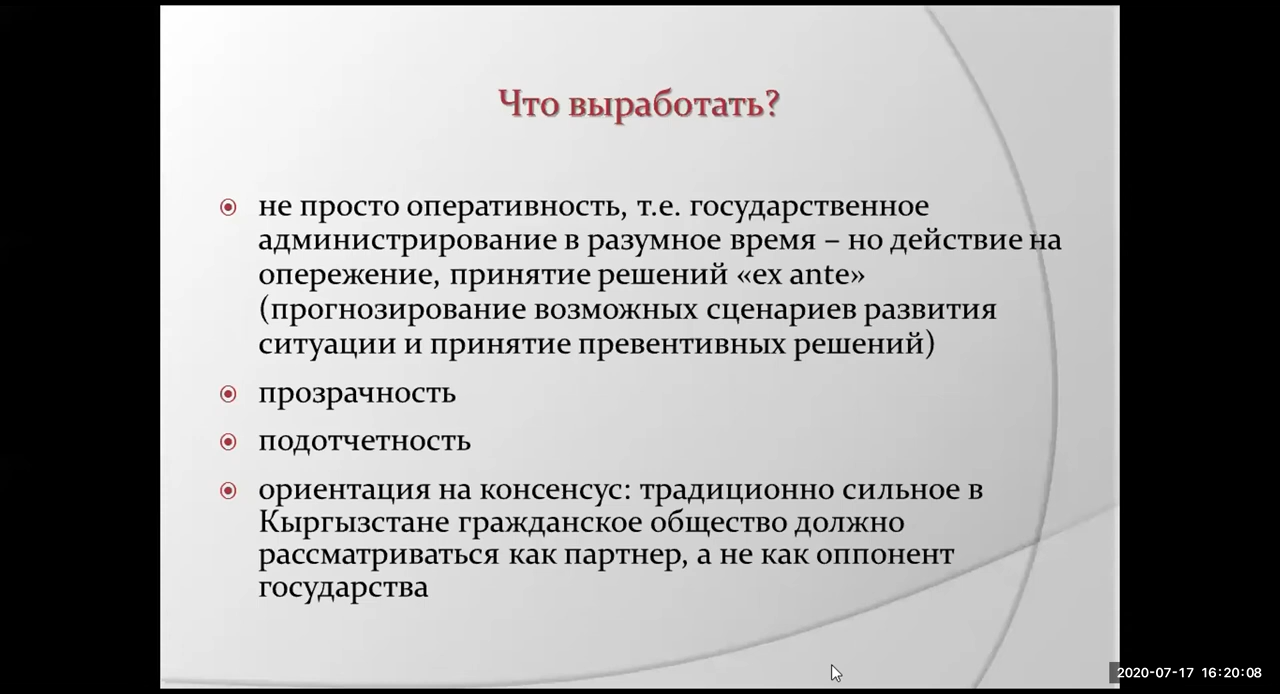 Что выработать?
не просто оперативность, т.е. государственное
администрирование в разумное время – но действие на
опережение, принятие решений «ex ante»
(прогнозирование возможных сценариев развития
ситуации и принятие превентивных решений)
прозрачность
подотчетность
ориентация на консенсус: традиционно сильное в
Кыргызстане гражданское общество должно
рассматриваться как партнер, а не как оппонент
государства
2020-07-17 16:20:08